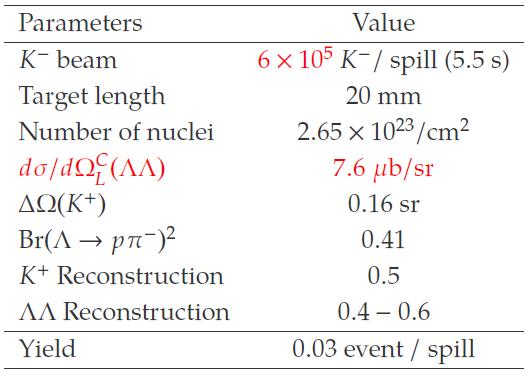 Parameters Value
K⁻ beam 6 × 10⁵ K⁻/ spill (5.5 s)
Target length 20 mm
Number of nuclei 2.65 × 10²³/cm²
dσ/dΩ_L^C(ΛΛ) 7.6 μb/sr
ΔΩ(K⁺) 0.16 sr
Br(Λ → pπ⁻)² 0.41
K⁺ Reconstruction 0.5
ΛΛ Reconstruction 0.4 – 0.6
Yield 0.03 event / spill